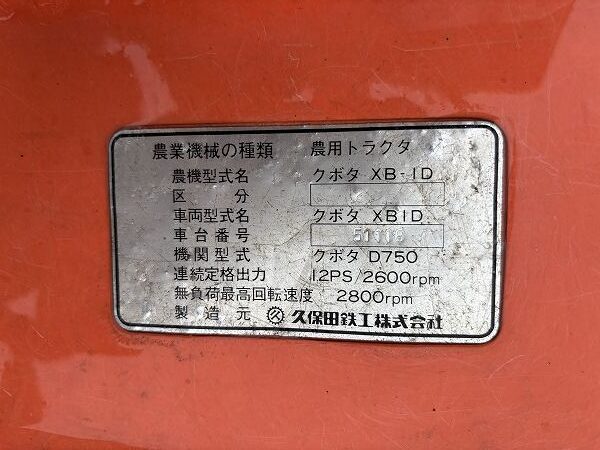 農業機械の種類 農用トラクタ
農機型式名 クボタ XB-1D
区分
車両型式名 クボタ XB1D
車台番号
機関型式 クボタ D750
連続定格出力 12PS/2600rpm
無負荷最高回転速度 2800rpm
製造元 久保田鉄工株式会社